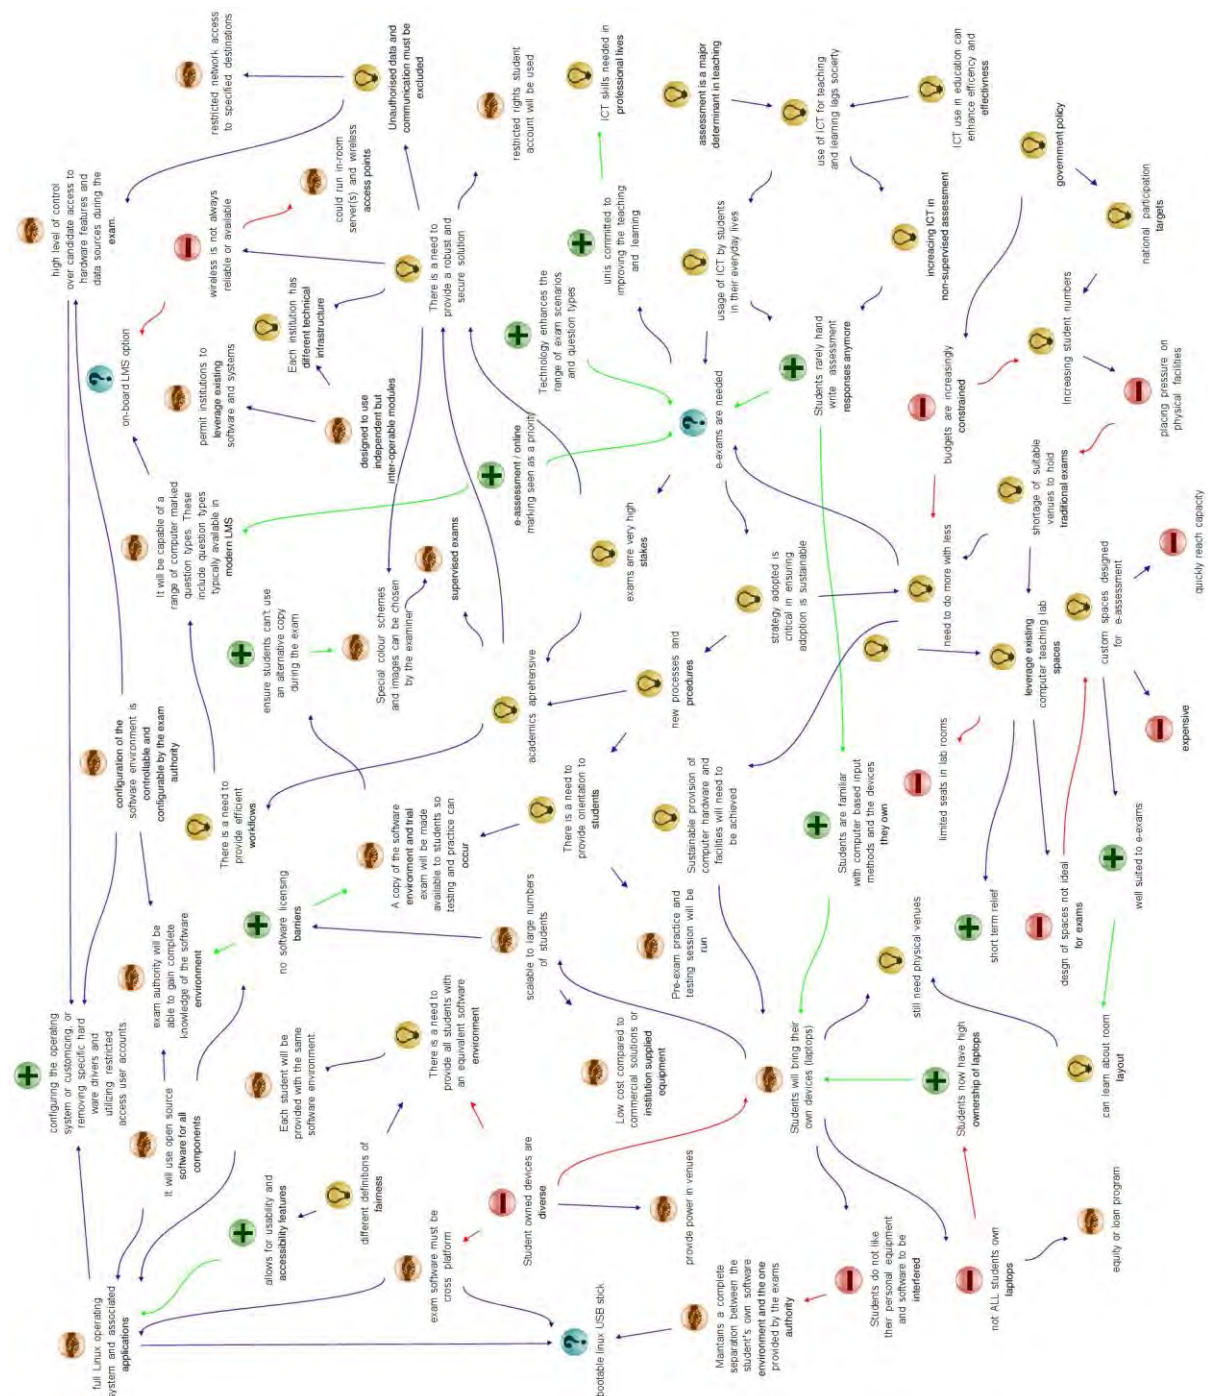 restricted network access
to specified destinations
Unauthorised data and
communication must be
excluded
restricted rights student
account will be used
ICT skills needed in
professional lives
assessment is a major
determinant in teaching
use of ICT for teaching
and learning lags socierty
ICT use in education can
enhance efficency and
effectivness
government policy
national participation
targets
high level of control
over candidate access to
hardware features and
data sources during the
exam.
wireless is not always
reliable or available
could run in-room
server(s) and wireless
access points
There is a need to
provide a robust and
secure solution
Each institution has
different technical
infrastructure
unis committed to
improving the teaching
and learning
usage of ICT by students
in their everyday lives
increacing ICT in
non-supervised assessment
Increasing student numbers
placing pressure on
physical facilities
on-board LMS option
permit institutions to
leverage existing
software and systems
designed to use
independent but
inter-operable modules
Technology enhances the
range of exam scenarios
and question types
e-assessment / online
marking seen as a priority
e-exams are needed
Students rarely hand
write assessment
responses anymore
budgets are increasingly
constrained
shortage of suitable
venues to hold
traditional exams
It will be capable of a
range of computer marked
question types. These
include question types
typically available in
modern LMS
supervised exams
exams arre very high
stakes
strategy adopted is
critical in ensuring
adoption is sustainable
need to do more with less
custom spaces designed
for e-assessment
quickly reach capacity
ensure students can't use
an alternative copy
during the exam
Special colour schemes
and images can be chosen
by the examiner
academics aprehensive
new processes and
prcedures
leverage existing
computer teaching lab
spaces
expensive
configuration of the
software environment is
controllable and
configurable by the exam
authority
There is a need to
provide efficient
workflows
A copy of the software
environment and trial
exam will be made
available to students so
testing and practice can
occur
There is a need to
provide orientation to
students
Sustainable provision of
computer hardware and
facilities will need to
be achieved
Students are familiar
with computer based input
methods and the devices
they own
limited seats in lab rooms
short term relief
desgn of spaces not ideal
for exams
well suited to e-exams
exam authority will be
able to gain complete
knowledge of the software
environment
no software licensing
barriers
scalable to large numbers
of students
Pre-exam practice and
testing session will be
run
still need physical venues
configuring the operating
system or customizing, or
removing specific hard
ware drivers and
utilizing restricted
access user accounts
It will use open source
software for all
components
Each student will be
provided with the same
software environment
There is a need to
provide all students with
an equivalent software
environment
Low cost compared to
commercial solutions or
institution supplied
equipment
Students will bring their
own devices (laptops)
Students now have high
ownership of laptops
can learn about room
layout
allows for usability and
accessibility features
different definitions of
fairness
Student owned devices are
diverse
provide power in venues
full Linux operating
system and associated
applications
exam software must be
cross platform
bootable linux USB stick
Maintains a complete
separation between the
student's own software
environment and the one
provided by the exams
authority
Students do not like
their personal equipment
and software to be
interfered
not ALL students own
laptops
equity or loan program